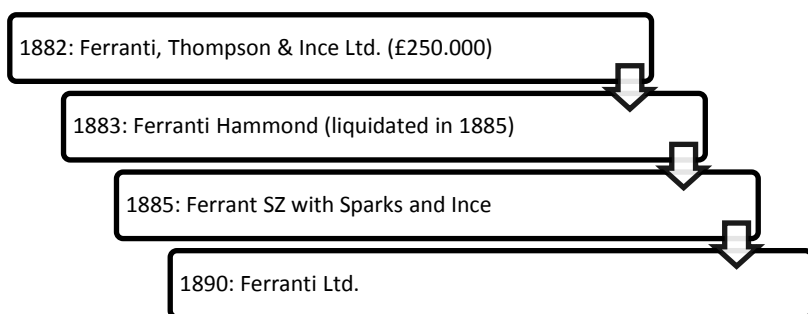 1882: Ferranti, Thompson & Ince Ltd. (£250.000)
1883: Ferranti Hammond (liquidated in 1885)
1885: Ferrant SZ with Sparks and Ince
1890: Ferranti Ltd.